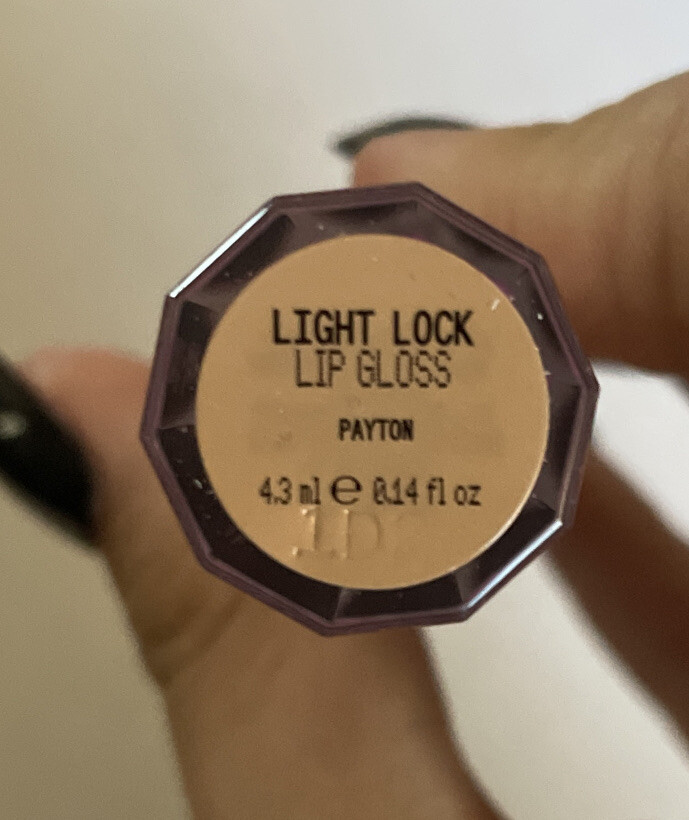 LIGHT LOCK
LIP GLOSS
PAYTON
4.3 ml e 0.14 fl oz